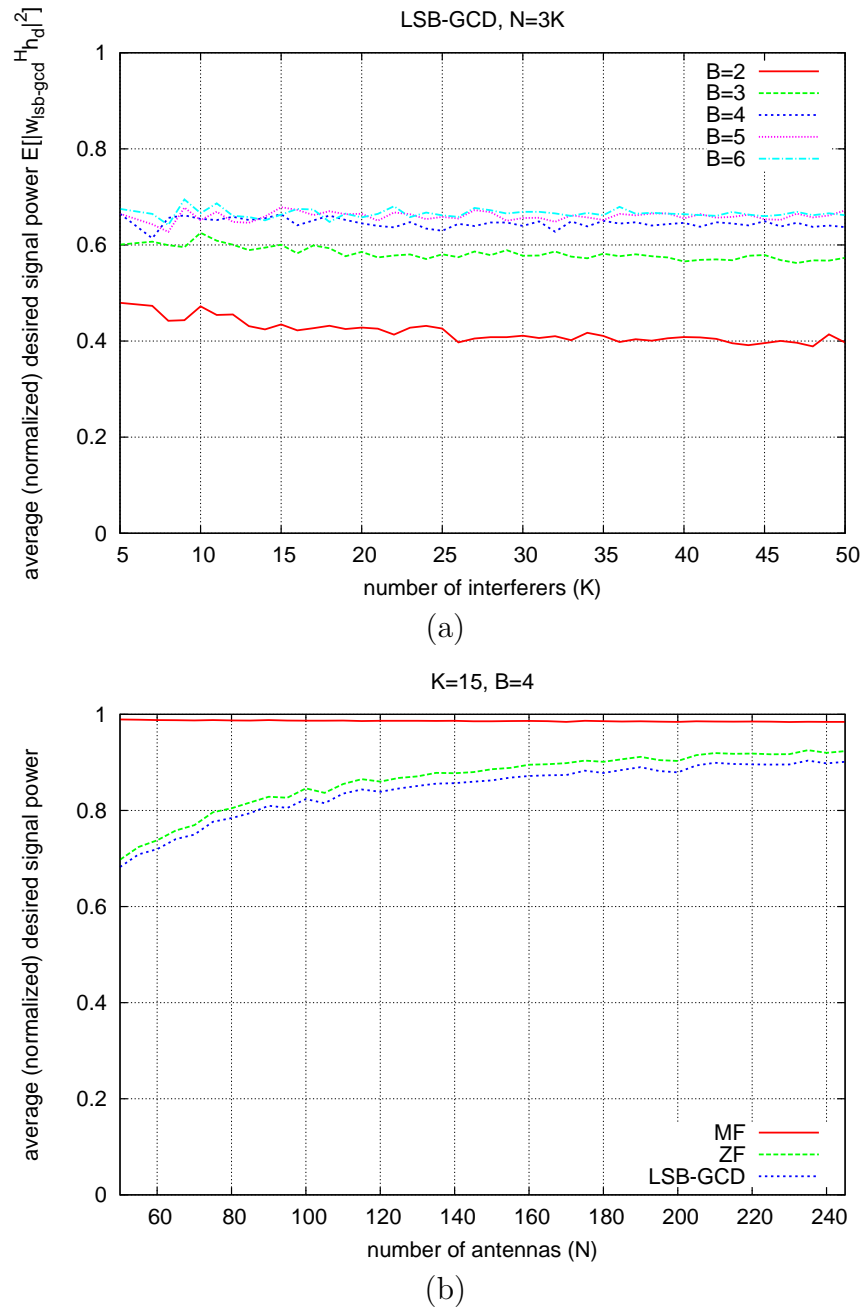 LSB-GCD, N=3K
average (normalized) desired signal power E[|w_lsb-gcd^H h_d|^2]
1
0.8
0.6
0.4
0.2
0
B=2
B=3
B=4
B=5
B=6
5 10 15 20 25 30 35 40 45 50
number of interferers (K)
(a)
K=15, B=4
average (normalized) desired signal power
1
0.8
0.6
0.4
0.2
0
MF
ZF
LSB-GCD
60 80 100 120 140 160 180 200 220 240
number of antennas (N)
(b)